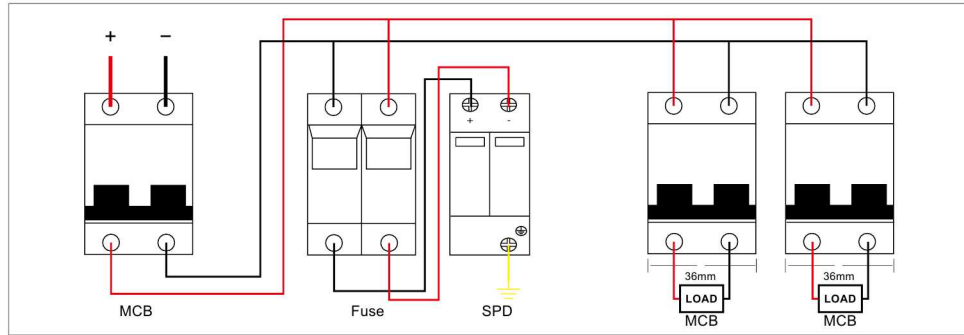 + −
+ -
36mm 36mm
LOAD LOAD
MCB Fuse SPD MCB MCB